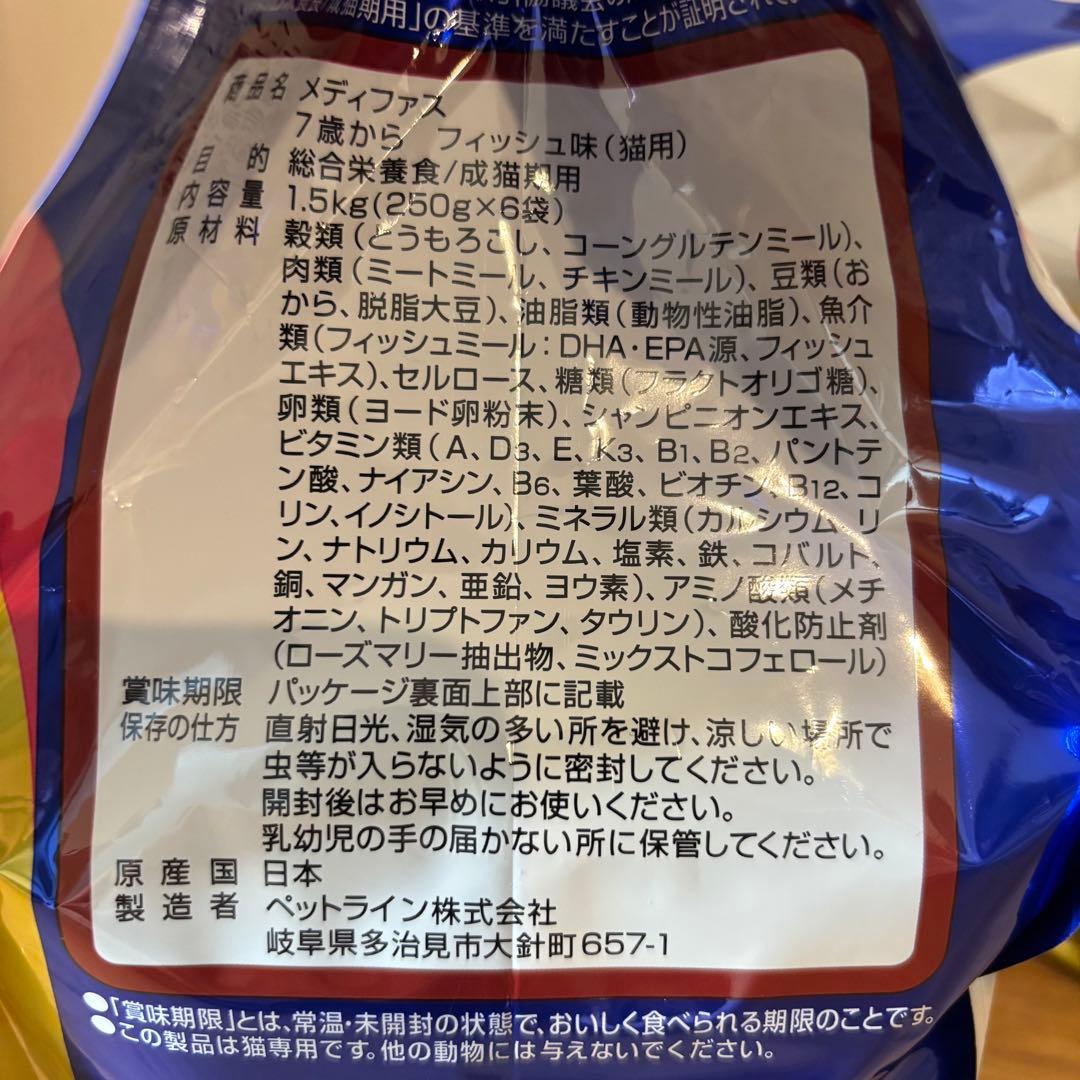 成猫期用」の基準を満たすことが証明され
商品名 メディファス
7歳から フィッシュ味(猫用)
目的 総合栄養食/成猫期用
内容量 1.5kg(250g×6袋)
原材料 穀類(とうもろこし、コーングルテンミール)、
肉類(ミートミール、チキンミール)、豆類(お
から、脱脂大豆)、油脂類(動物性油脂)、魚介
類(フィッシュミール:DHA・EPA源、フィッシュ
エキス)、セルロース、糖類(フラクトオリゴ糖)、
卵類(ヨード卵粉末)、シャンピニオンエキス、
ビタミン類(A、D3、E、K3、B1、B2、パントテ
ン酸、ナイアシン、B6、葉酸、ビオチン、B12、コ
リン、イノシトール)、ミネラル類(カルシウム、リ
ン、ナトリウム、カリウム、塩素、鉄、コバルト、
銅、マンガン、亜鉛、ヨウ素)、アミノ酸類(メチ
オニン、トリプトファン、タウリン)、酸化防止剤
(ローズマリー抽出物、ミックストコフェロール)
賞味期限 パッケージ裏面上部に記載
保存の仕方 直射日光、湿気の多い所を避け、涼しい場所で
虫等が入らないように密封してください。
開封後はお早めにお使いください。
乳幼児の手の届かない所に保管してください。
原産国 日本
製造者 ペットライン株式会社
岐阜県多治見市大針町657-1
●「賞味期限」とは、常温・未開封の状態で、おいしく食べられる期限のことです。
●この製品は猫専用です。他の動物には与えないでください。